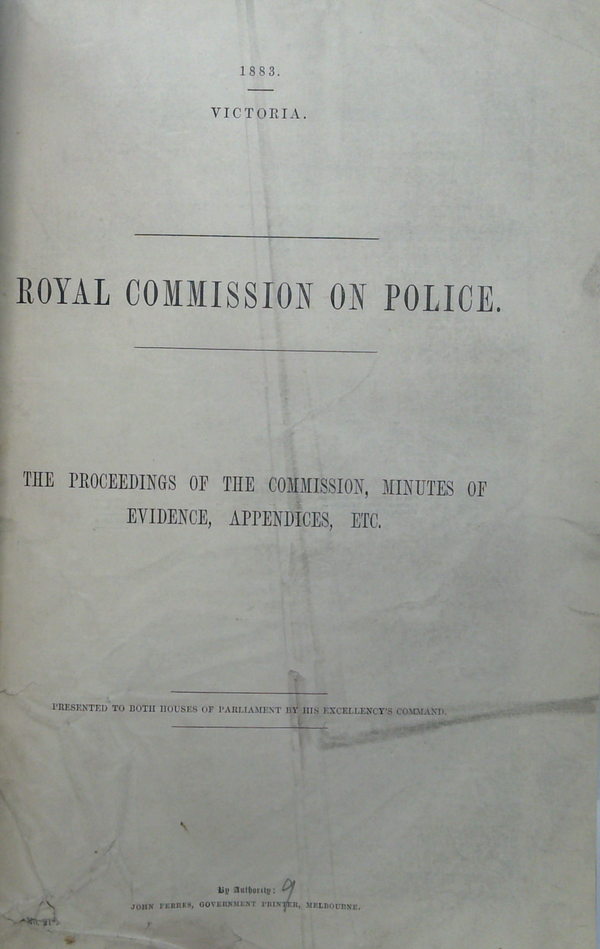 1883.
VICTORIA.
ROYAL COMMISSION ON POLICE.
THE PROCEEDINGS OF THE COMMISSION, MINUTES OF
EVIDENCE, APPENDICES, ETC.
PRESENTED TO BOTH HOUSES OF PARLIAMENT BY HIS EXCELLENCY'S COMMAND.
By Authority: 9
JOHN FERRES, GOVERNMENT PRINTER, MELBOURNE.